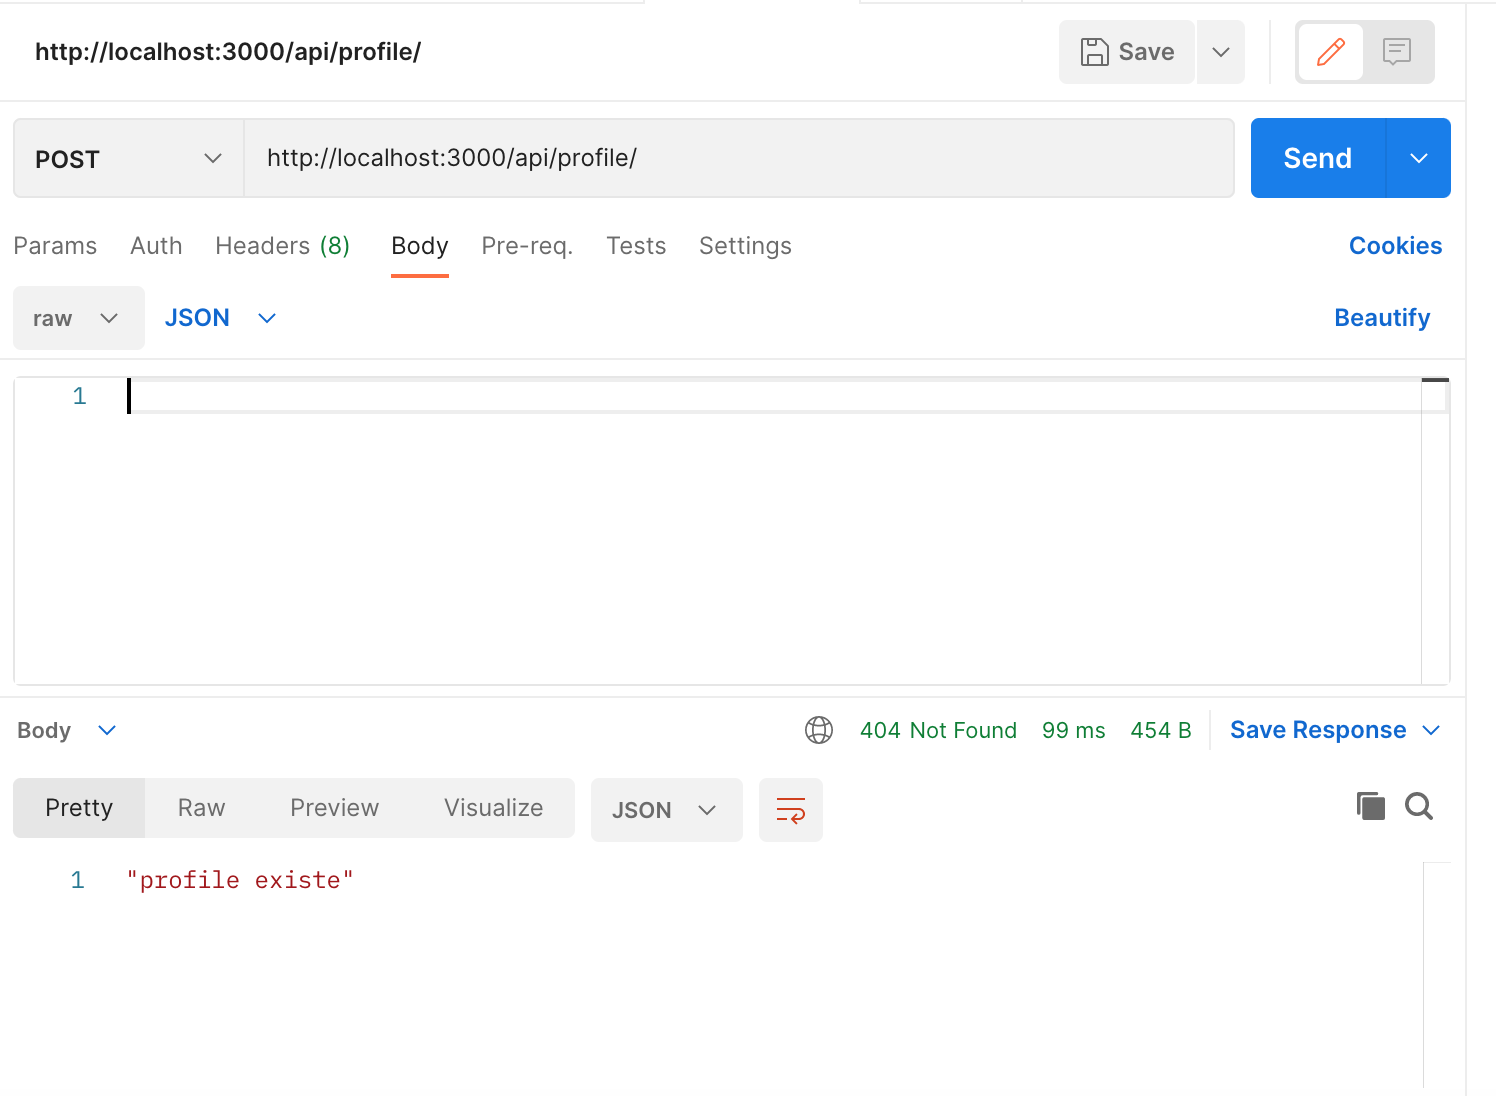 http://localhost:3000/api/profile/
Save
POST
http://localhost:3000/api/profile/
Send
Params Auth Headers (8) Body Pre-req. Tests Settings Cookies
raw JSON Beautify
1
Body 404 Not Found 99 ms 454 B Save Response
Pretty Raw Preview Visualize JSON
1 "profile existe"